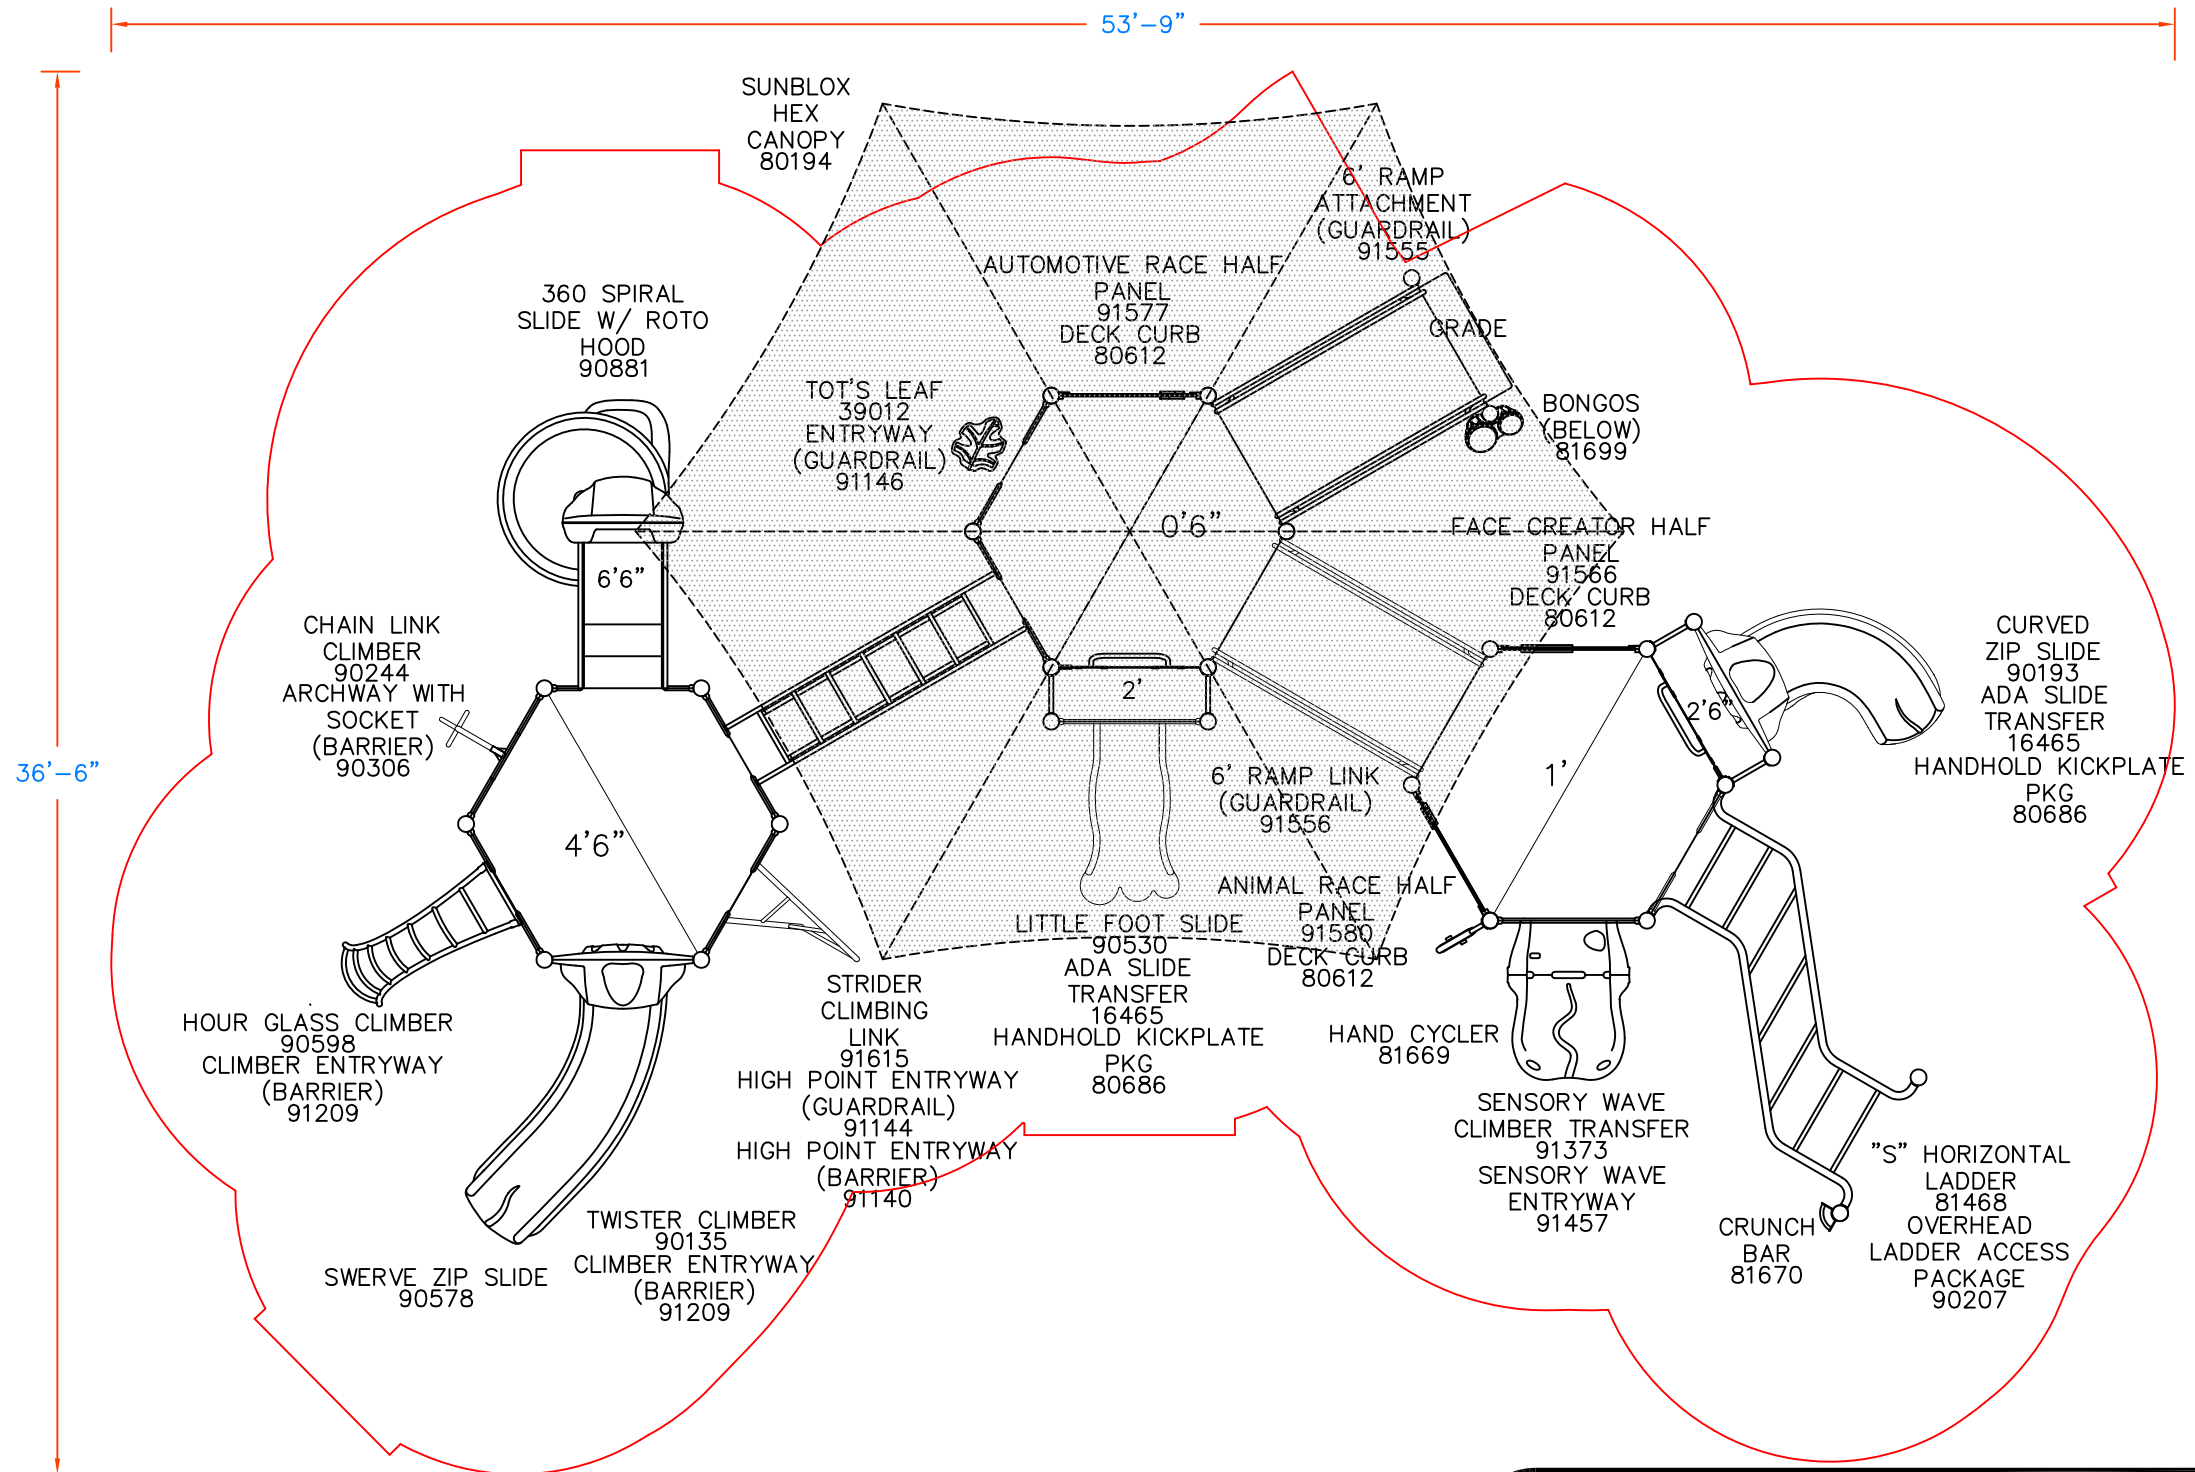 53'-9"
SUNBLOX
HEX
CANOPY
80194
6' RAMP
ATTACHMENT
(GUARDRAIL)
91555
AUTOMOTIVE RACE HALF
PANEL
91577
DECK CURB
80612
360 SPIRAL
SLIDE W/ ROTO
HOOD
90881
GRADE
TOT'S LEAF
39012
ENTRYWAY
(GUARDRAIL)
91146
BONGOS
(BELOW)
81699
0'6"
FACE CREATOR HALF
PANEL
91566
DECK CURB
80612
6'6"
CHAIN LINK
CLIMBER
90244
ARCHWAY WITH
SOCKET
(BARRIER)
90306
2'
2'6"
CURVED
ZIP SLIDE
90193
ADA SLIDE
TRANSFER
16465
HANDHOLD KICKPLATE
PKG
80686
36'-6"
6' RAMP LINK
(GUARDRAIL)
91556
1'
4'6"
ANIMAL RACE HALF
PANEL
91580
DECK CURB
80612
LITTLE FOOT SLIDE
90530
ADA SLIDE
TRANSFER
16465
HANDHOLD KICKPLATE
PKG
80686
STRIDER
CLIMBING
LINK
91615
HIGH POINT ENTRYWAY
(GUARDRAIL)
91144
HIGH POINT ENTRYWAY
(BARRIER)
91140
HOUR GLASS CLIMBER
90598
CLIMBER ENTRYWAY
(BARRIER)
91209
HAND CYCLER
81669
SENSORY WAVE
CLIMBER TRANSFER
91373
SENSORY WAVE
ENTRYWAY
91457
"S" HORIZONTAL
LADDER
81468
OVERHEAD
LADDER ACCESS
PACKAGE
90207
CRUNCH
BAR
81670
TWISTER CLIMBER
90135
CLIMBER ENTRYWAY
(BARRIER)
91209
SWERVE ZIP SLIDE
90578